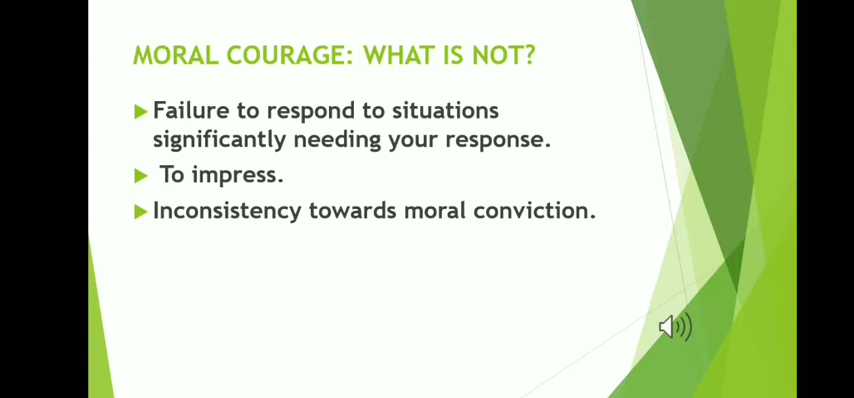 MORAL COURAGE: WHAT IS NOT?
Failure to respond to situations
significantly needing your response.
To impress.
Inconsistency towards moral conviction.